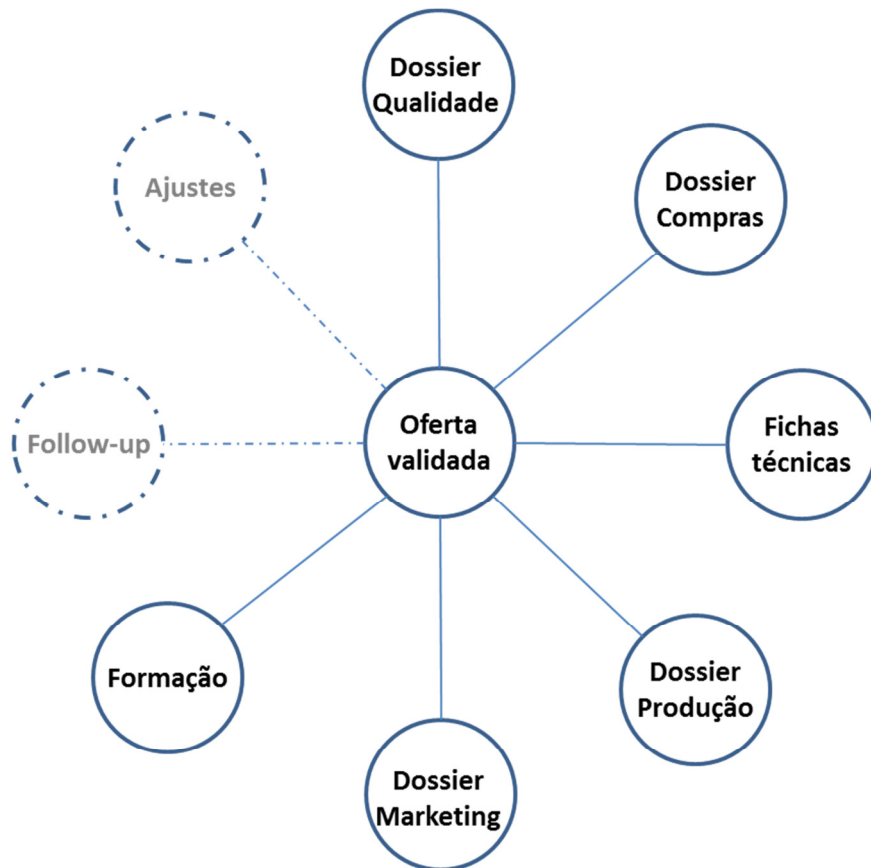 Dossier
Qualidade
Dossier
Compras
Fichas
técnicas
Dossier
Produção
Dossier
Marketing
Formação
Follow-up
Ajustes
Oferta
validada